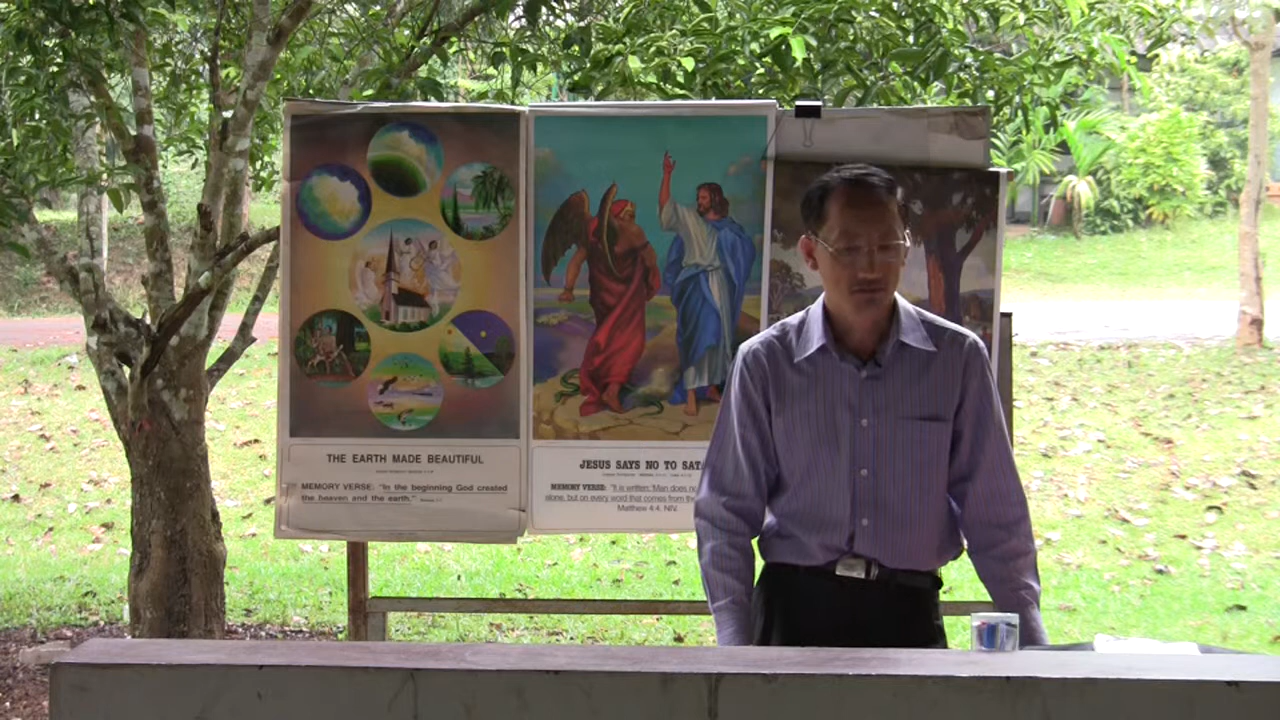 THE EARTH MADE BEAUTIFUL
MEMORY VERSE: "In the beginning God created
the heaven and the earth."
JESUS SAYS NO TO SAT
MEMORY VERSE: "It is written: 'Man does no
alone, but on every word that comes from the
Matthew 4:4, NIV.